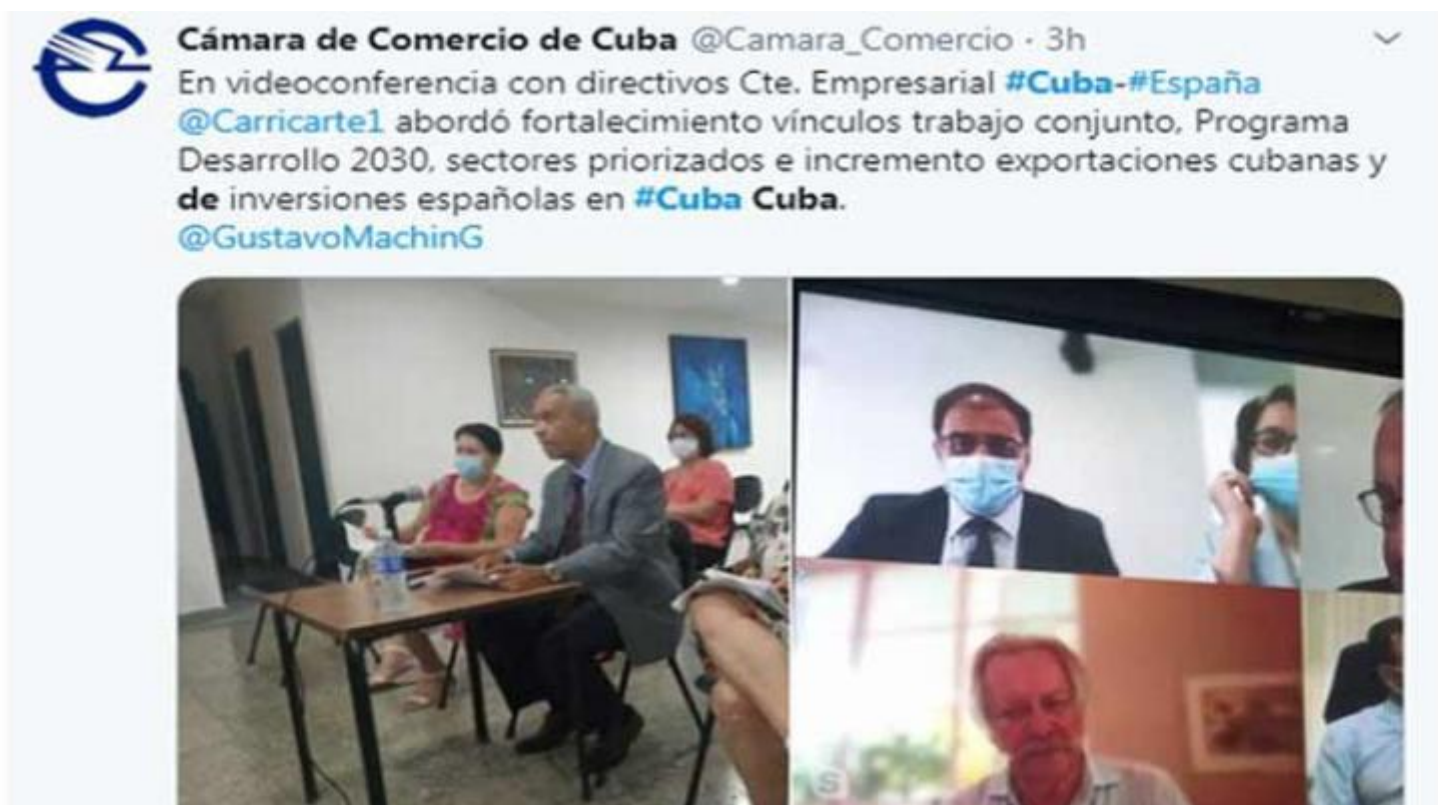 Cámara de Comercio de Cuba @Camara_Comercio · 3h
En videoconferencia con directivos Cte. Empresarial #Cuba-#España
@Carricarte1 abordó fortalecimiento vínculos trabajo conjunto, Programa
Desarrollo 2030, sectores priorizados e incremento exportaciones cubanas y
de inversiones españolas en #Cuba Cuba.
@GustavoMachinG
S